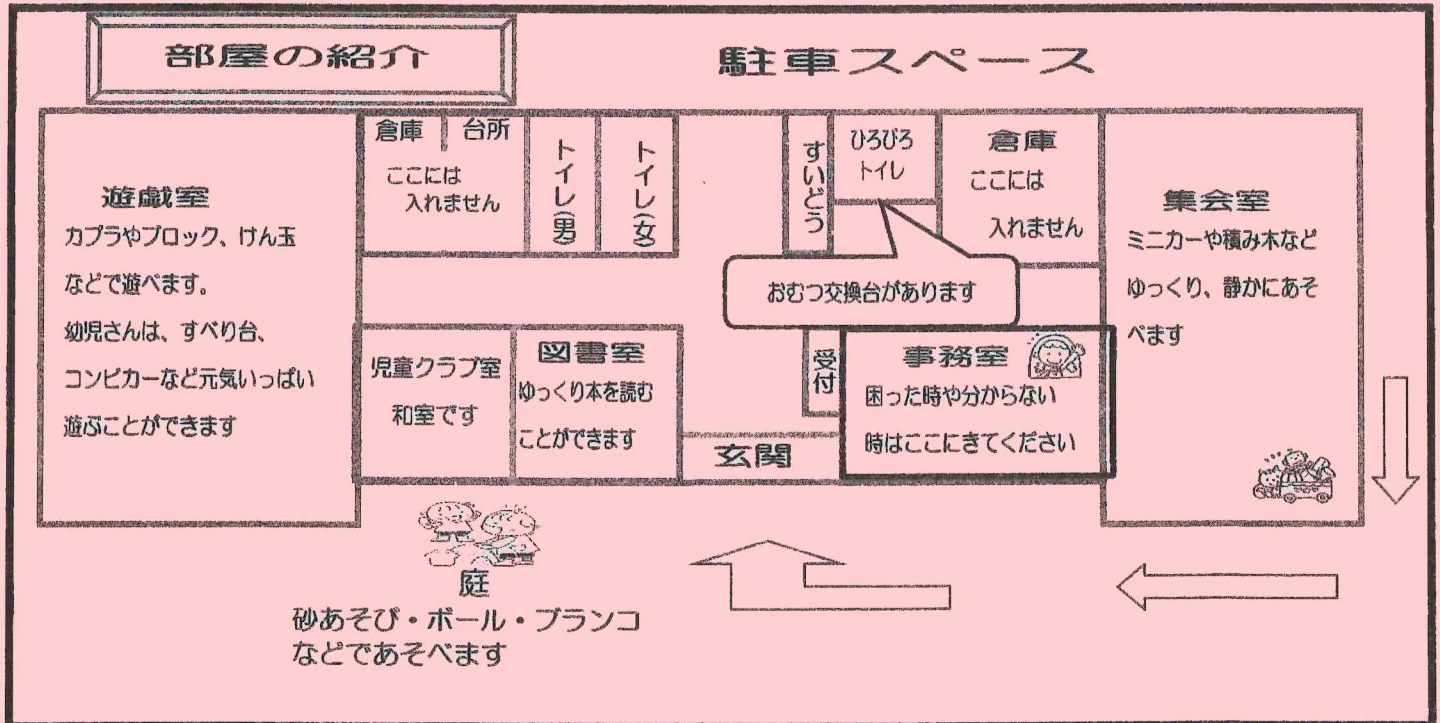 部屋の紹介
駐車スペース
遊戯室
カプラやブロック、けん玉
などで遊べます。
幼児さんは、すべり台、
コンビカーなど元気いっぱい
遊ぶことができます
倉庫
台所
ここには
入れません
トイレ(男)
トイレ(女)
すいどう
ひろびろ
トイレ
倉庫
ここには
入れません
集会室
ミニカーや積み木など
ゆっくり、静かにあそ
べます
おむつ交換台があります
児童クラブ室
和室です
図書室
ゆっくり本を読む
ことができます
受付
事務室
困った時や分からない
時はここにきてください
玄関
庭
砂あそび・ボール・ブランコ
などであそべます